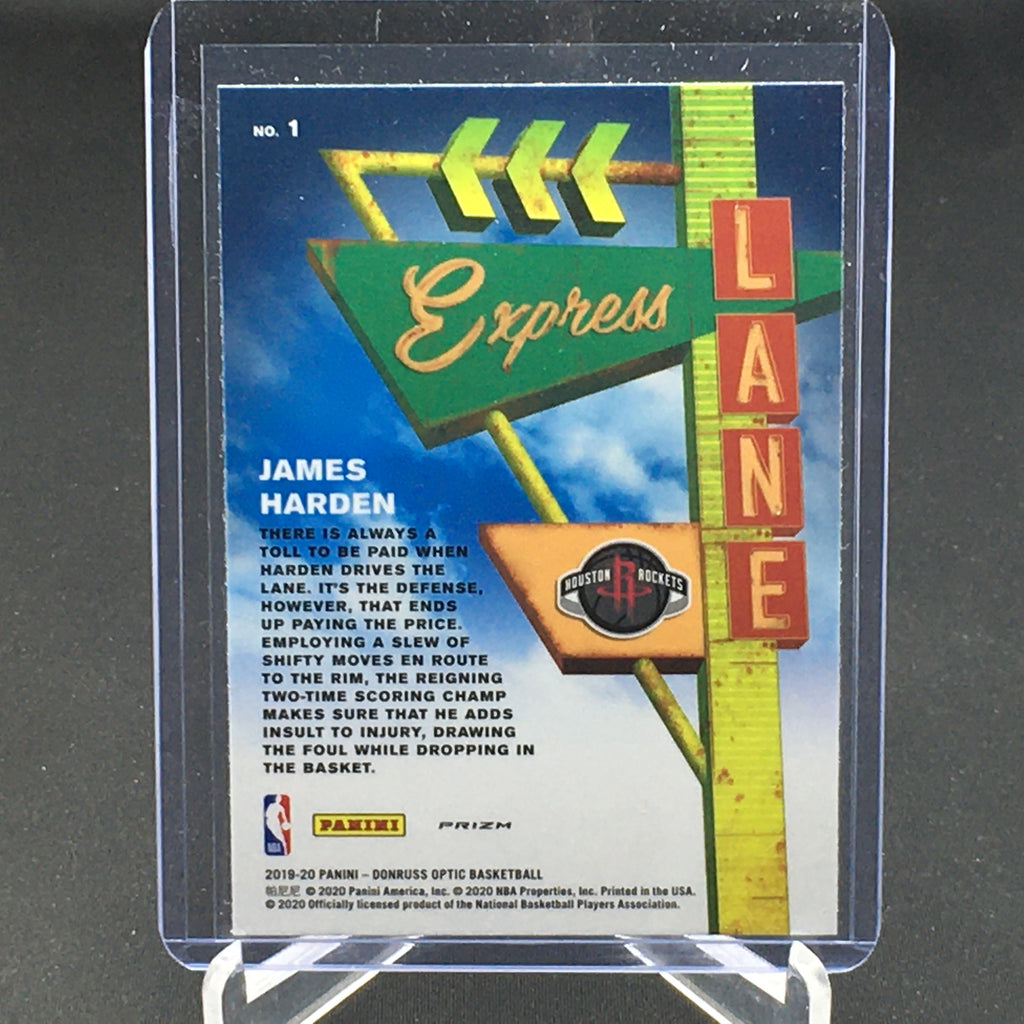 NO. 1
Express
LANE
JAMES
HARDEN
THERE IS ALWAYS A
TOLL TO BE PAID WHEN
HARDEN DRIVES THE
LANE. IT'S THE DEFENSE,
HOWEVER, THAT ENDS
UP PAYING THE PRICE.
EMPLOYING A SLEW OF
SHIFTY MOVES EN ROUTE
TO THE RIM, THE REIGNING
TWO-TIME SCORING CHAMP
MAKES SURE THAT HE ADDS
INSULT TO INJURY, DRAWING
THE FOUL WHILE DROPPING IN
THE BASKET.
HOUSTON R ROCKETS
NBA PANINI PRIZM
2019-20 PANINI – DONRUSS OPTIC BASKETBALL
帕尼尼 © 2020 Panini America, Inc. © 2020 NBA Properties, Inc. Printed in the USA.
© 2020 Officially licensed product of the National Basketball Players Association.